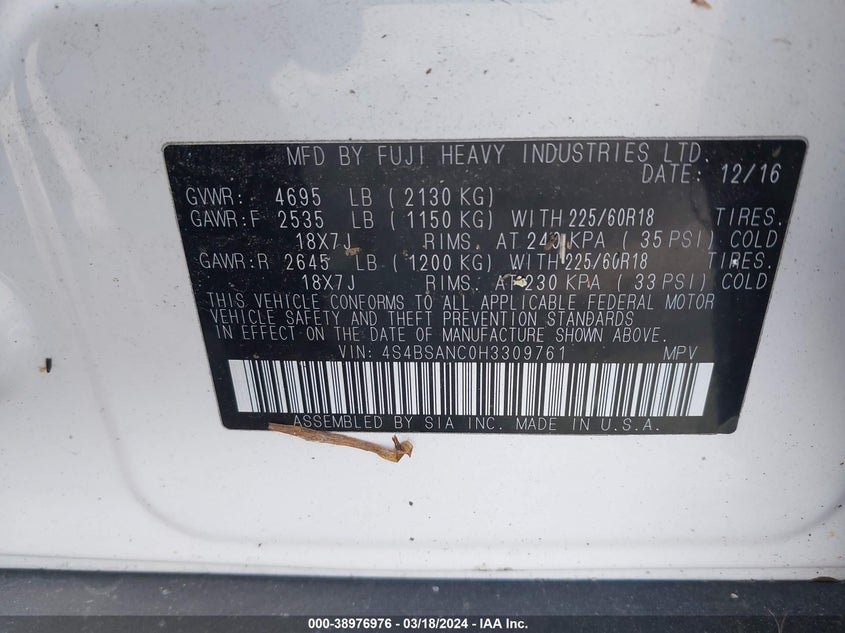 MFD BY FUJI HEAVY INDUSTRIES LTD.
DATE: 12/16
GVWR: 4695 LB ( 2130 KG)
GAWR:F 2535 LB ( 1150 KG) WITH 225/60R18 TIRES.
18X7J RIMS. AT 240 KPA ( 35 PSI) COLD
GAWR:R 2645 LB ( 1200 KG) WITH 225/60R18 TIRES.
18X7J RIMS. AT 230 KPA ( 33 PSI) COLD
THIS VEHICLE CONFORMS TO ALL APPLICABLE FEDERAL MOTOR
VEHICLE SAFETY AND THEFT PREVENTION STANDARDS
IN EFFECT ON THE DATE OF MANUFACTURE SHOWN ABOVE.
VIN: 4S4BSANC0H3309761 MPV
ASSEMBLED BY SIA INC. MADE IN U.S.A.
000-38976976 - 03/18/2024 - IAA Inc.